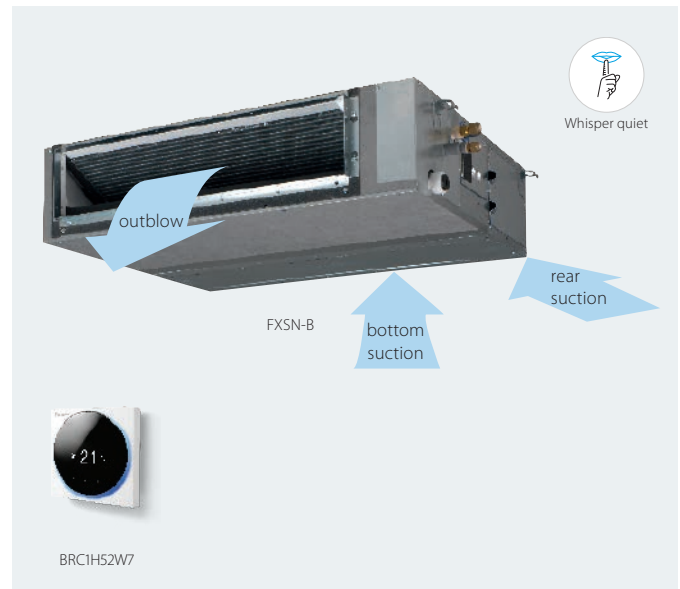 Whisper quiet
outblow
rear
suction
FXSN-B
bottom
suction
21
BRC1H52W7